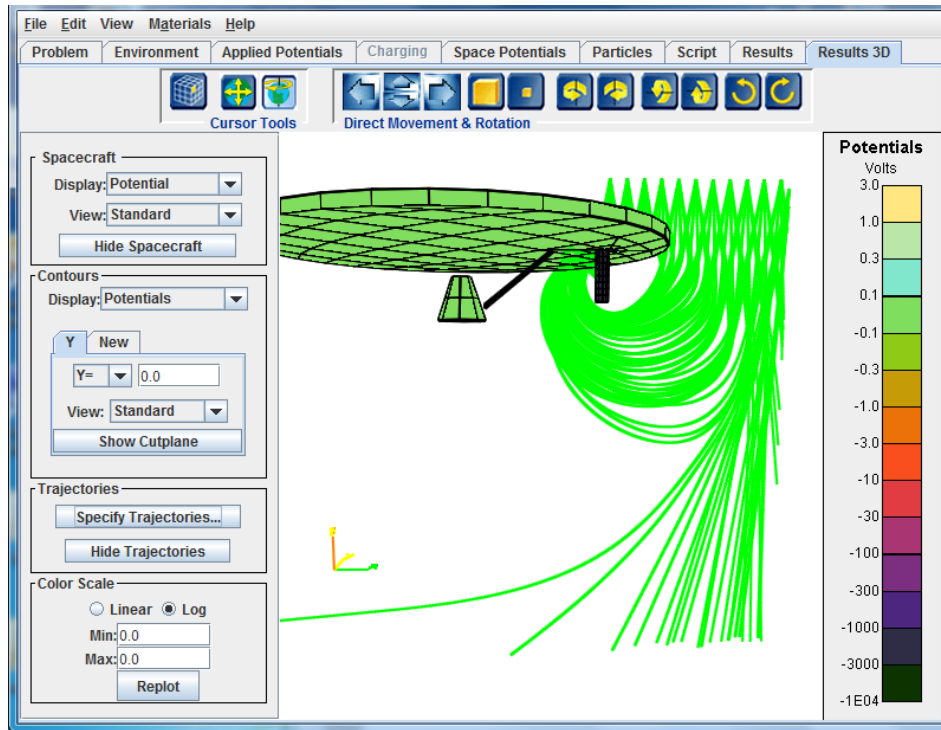 File Edit View Materials Help
Problem Environment Applied Potentials Charging Space Potentials Particles Script Results Results 3D
Cursor Tools Direct Movement & Rotation
Spacecraft
Display: Potential
View: Standard
Hide Spacecraft
Contours
Display: Potentials
Y New
Y= 0.0
View: Standard
Show Cutplane
Trajectories
Specify Trajectories...
Hide Trajectories
Color Scale
Linear Log
Min: 0.0
Max: 0.0
Replot
Potentials
Volts
3.0
1.0
0.3
0.1
-0.1
-0.3
-1.0
-3.0
-10
-30
-100
-300
-1000
-3000
-1E04